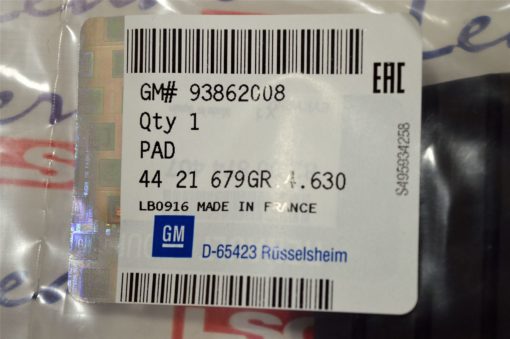 GM# 93862008
EAC
Qty 1
PAD
44 21 679GR.4.630
LB0916 MADE IN FRANCE
GM
D-65423 Rüsselsheim
S495934258